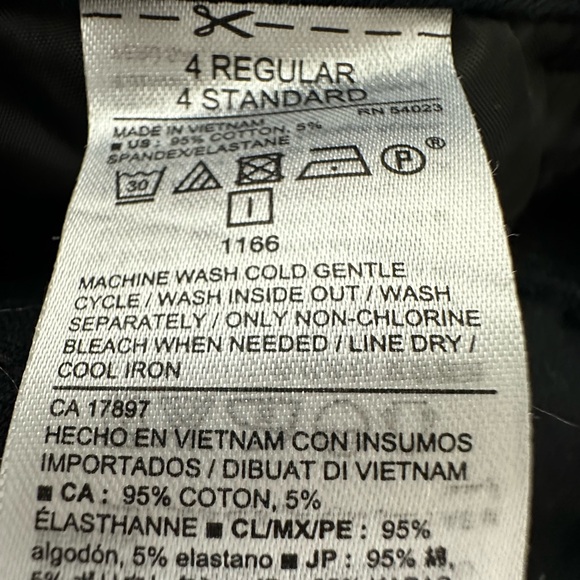 4 REGULAR
4 STANDARD
RN 54023
MADE IN VIETNAM
■ US: 95% COTTON, 5%
SPANDEX/ELASTANE
30 P ®
1166
MACHINE WASH COLD GENTLE
CYCLE / WASH INSIDE OUT / WASH
SEPARATELY / ONLY NON-CHLORINE
BLEACH WHEN NEEDED / LINE DRY /
COOL IRON
CA 17897
HECHO EN VIETNAM CON INSUMOS
IMPORTADOS / DIBUAT DI VIETNAM
■ CA : 95% COTON, 5%
ÉLASTHANNE ■ CL/MX/PE : 95%
algodón, 5% elastano ■ JP : 95% 綿,